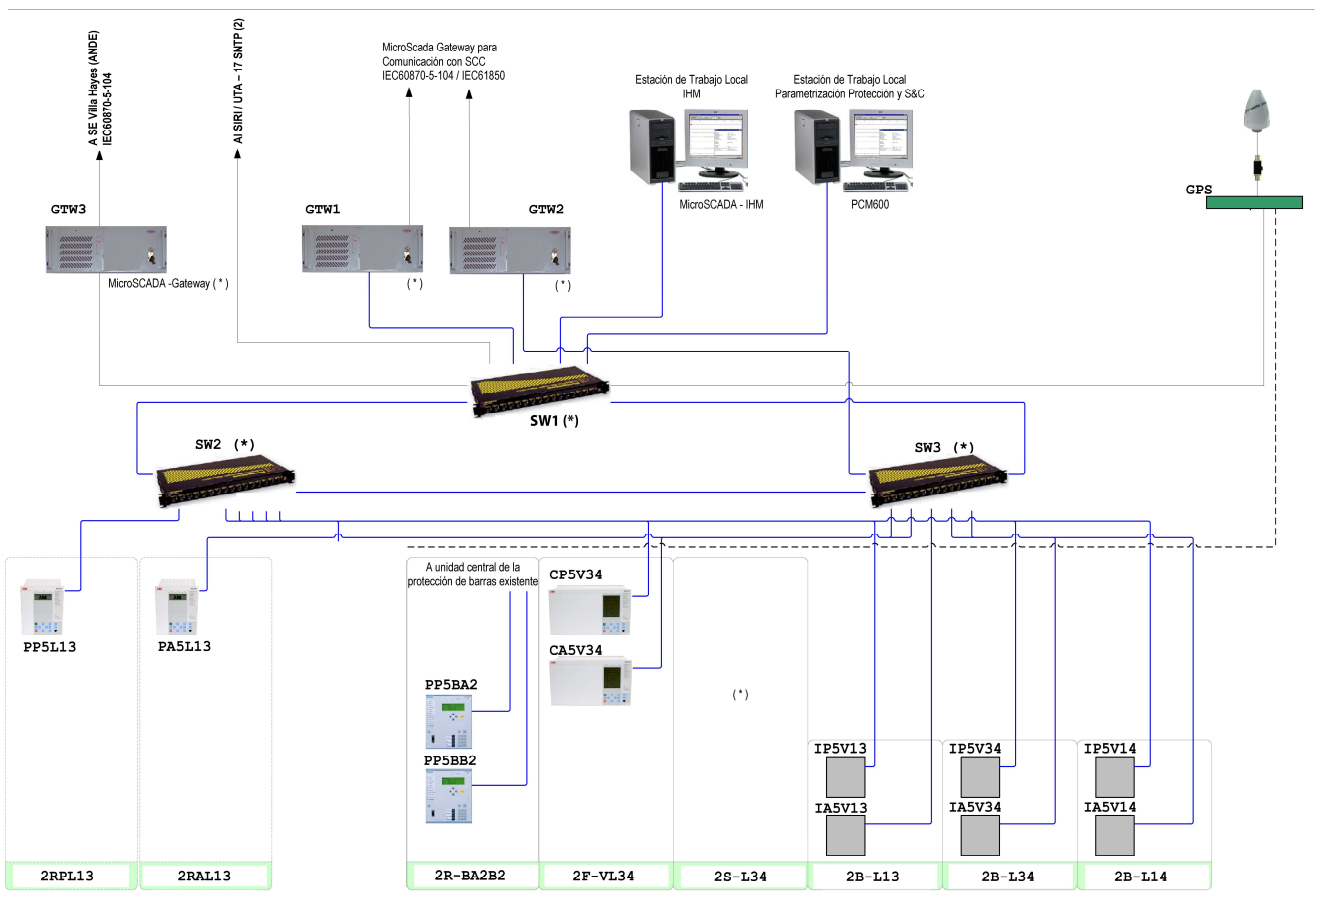 A SE Villa Hayes (ANDE)
IEC60870-5-104
AI SIRI / UTA – 17 SNTP (2)
MicroScada Gateway para
Comunicación con SCC
IEC60870-5-104 / IEC61850
Estación de Trabajo Local
IHM
Estación de Trabajo Local
Parametrización Protección y S&C
MicroSCADA - IHM
PCM600
GPS
GTW3
GTW1
GTW2
MicroSCADA -Gateway ( * )
( * )
( * )
SW1 (*)
SW2 (*)
SW3 (*)
PP5L13
PA5L13
A unidad central de la
protección de barras existente
PP5BA2
PP5BB2
CP5V34
CA5V34
( * )
IP5V13
IA5V13
IP5V34
IA5V34
IP5V14
IA5V14
2RPL13
2RAL13
2R-BA2B2
2F-VL34
2S-L34
2B-L13
2B-L34
2B-L14